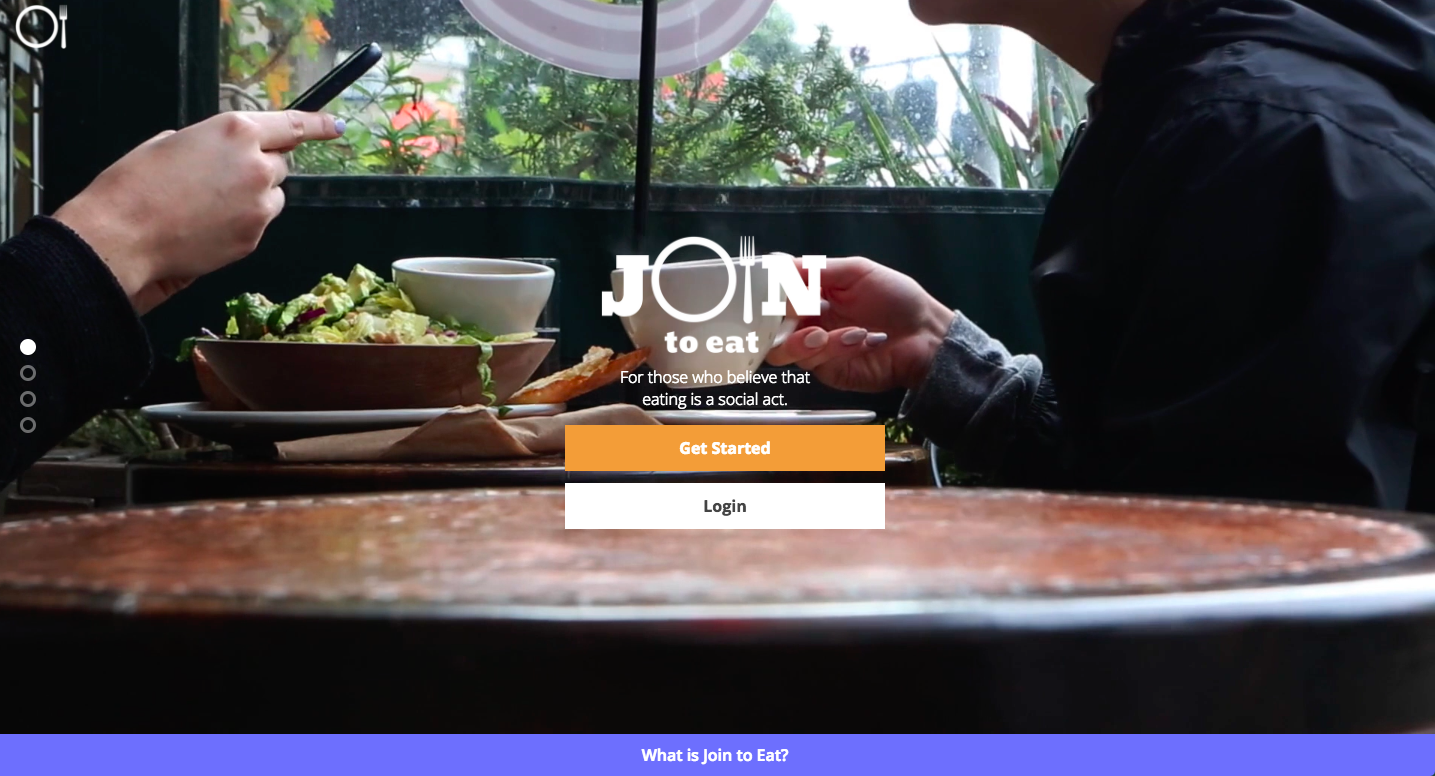 JOIN
to eat
For those who believe that
eating is a social act.
Get Started
Login
What is Join to Eat?